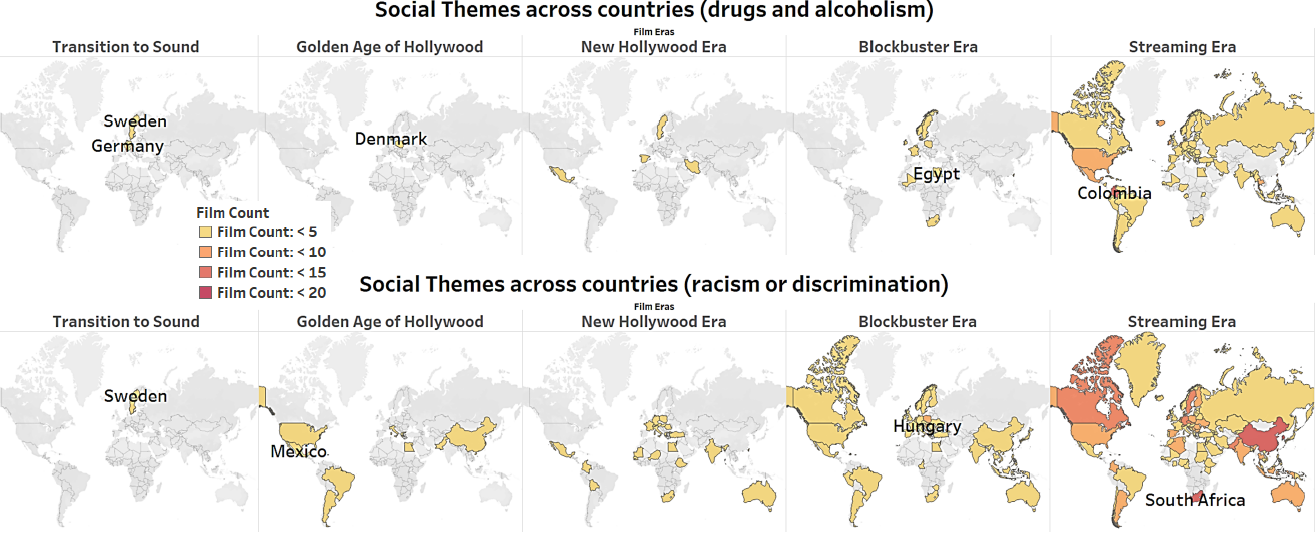 Social Themes across countries (drugs and alcoholism)
Film Eras
Transition to Sound
Golden Age of Hollywood
New Hollywood Era
Blockbuster Era
Streaming Era
Sweden
Germany
Denmark
Egypt
Colombia
Film Count
Film Count: < 5
Film Count: < 10
Film Count: < 15
Film Count: < 20
Social Themes across countries (racism or discrimination)
Film Eras
Transition to Sound
Golden Age of Hollywood
New Hollywood Era
Blockbuster Era
Streaming Era
Sweden
Mexico
Hungary
South Africa